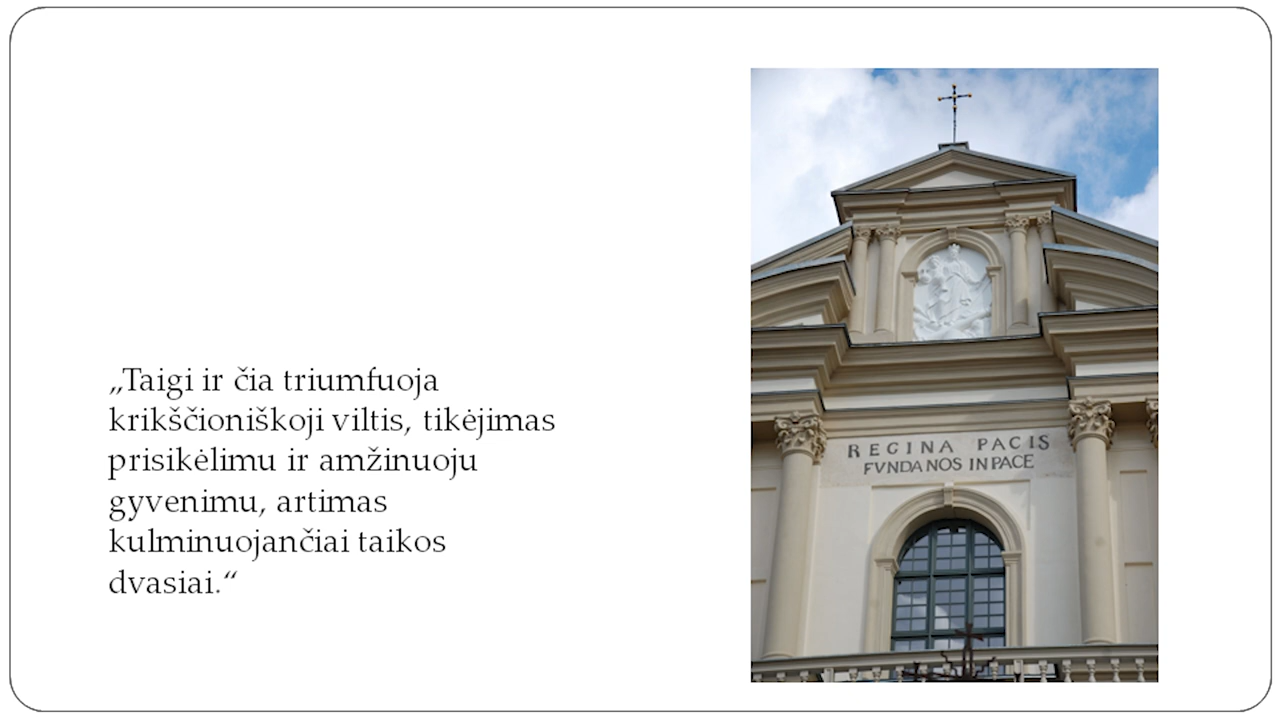 „Taigi ir čia triumfuoja
krikščioniškoji viltis, tikėjimas
prisikėlimu ir amžinuoju
gyvenimu, artimas
kulminuojančiai taikos
dvasiai.“
REGINA PACIS
FVNDA NOS IN PACE